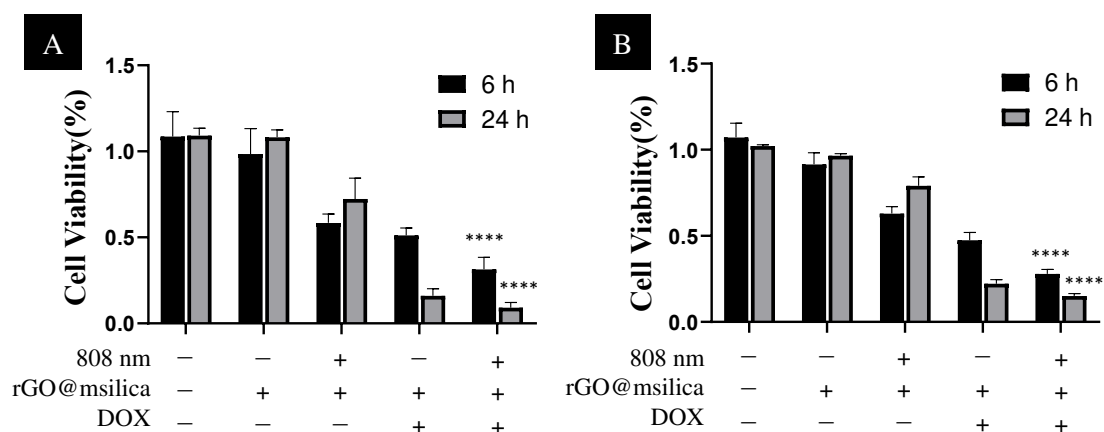 A
1.5
1.0
0.5
0.0
Cell Viability(%)
6 h
24 h
****
****
808 nm – – + – +
rGO@msilica – + + + +
DOX – – – + +
B
1.5
1.0
0.5
0.0
Cell Viability(%)
6 h
24 h
****
****
808 nm – – + – +
rGO@msilica – + + + +
DOX – – – + +